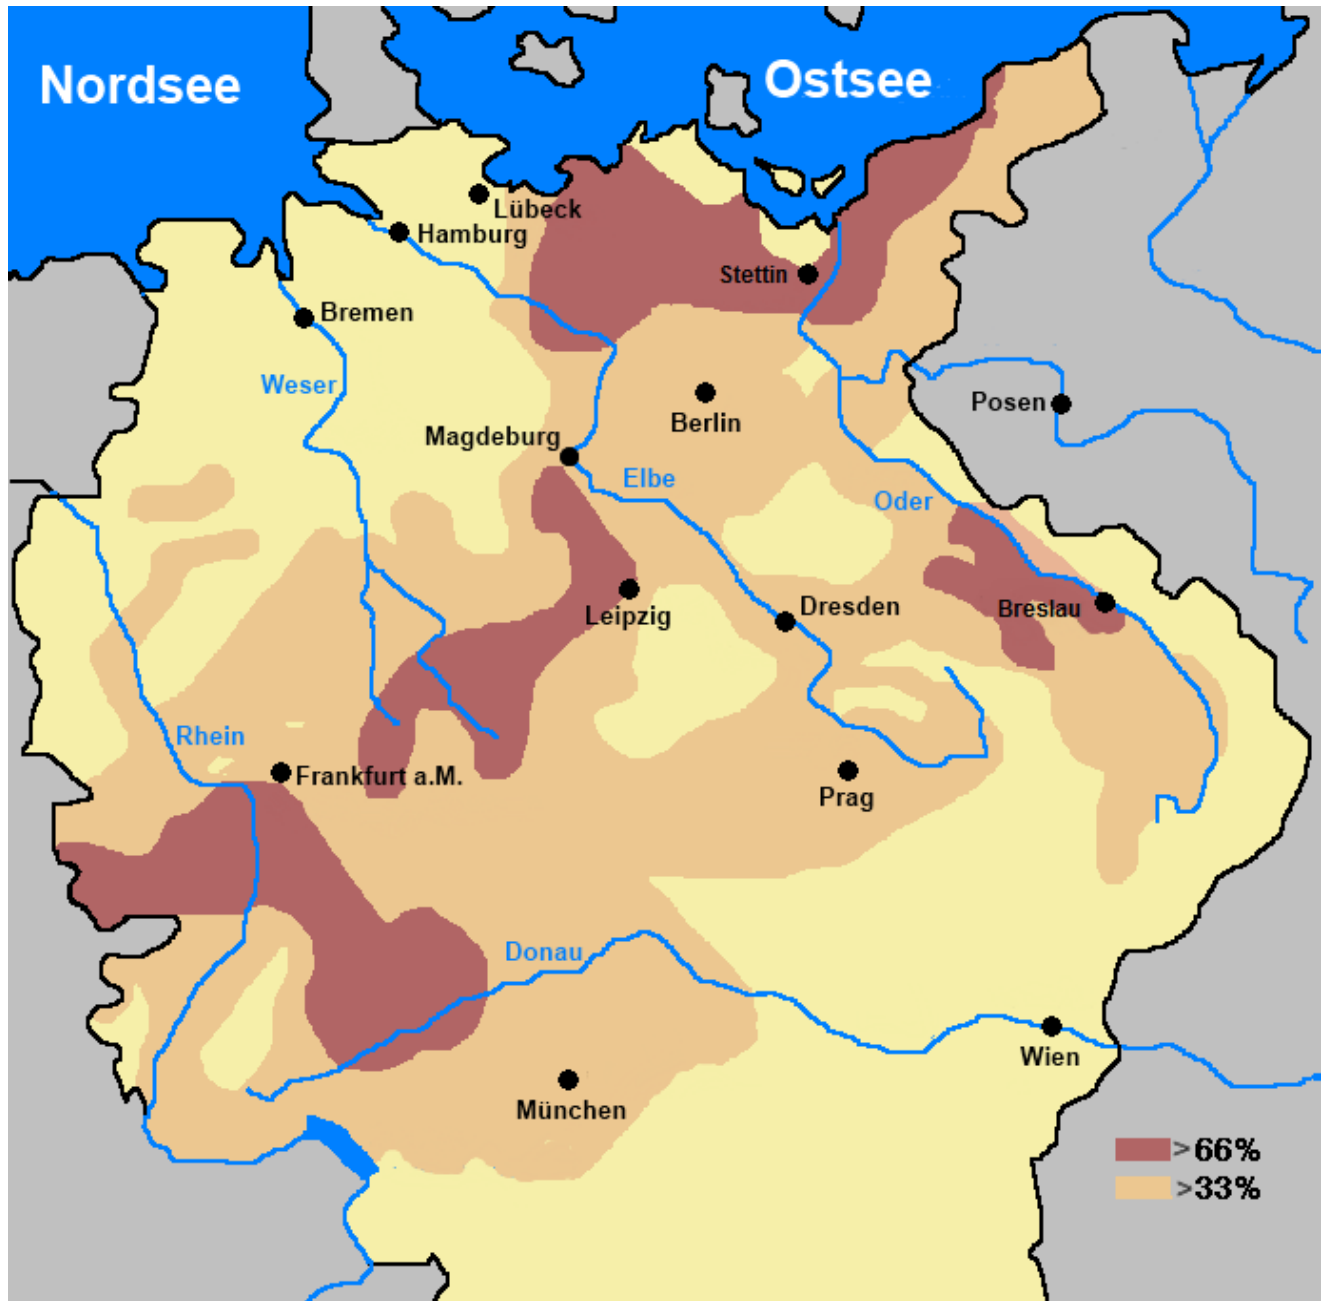 Nordsee
Ostsee
Lübeck
Hamburg
Stettin
Bremen
Weser
Berlin
Posen
Magdeburg
Elbe
Oder
Leipzig
Dresden
Breslau
Rhein
Frankfurt a.M.
Prag
Donau
Wien
München
>66%
>33%